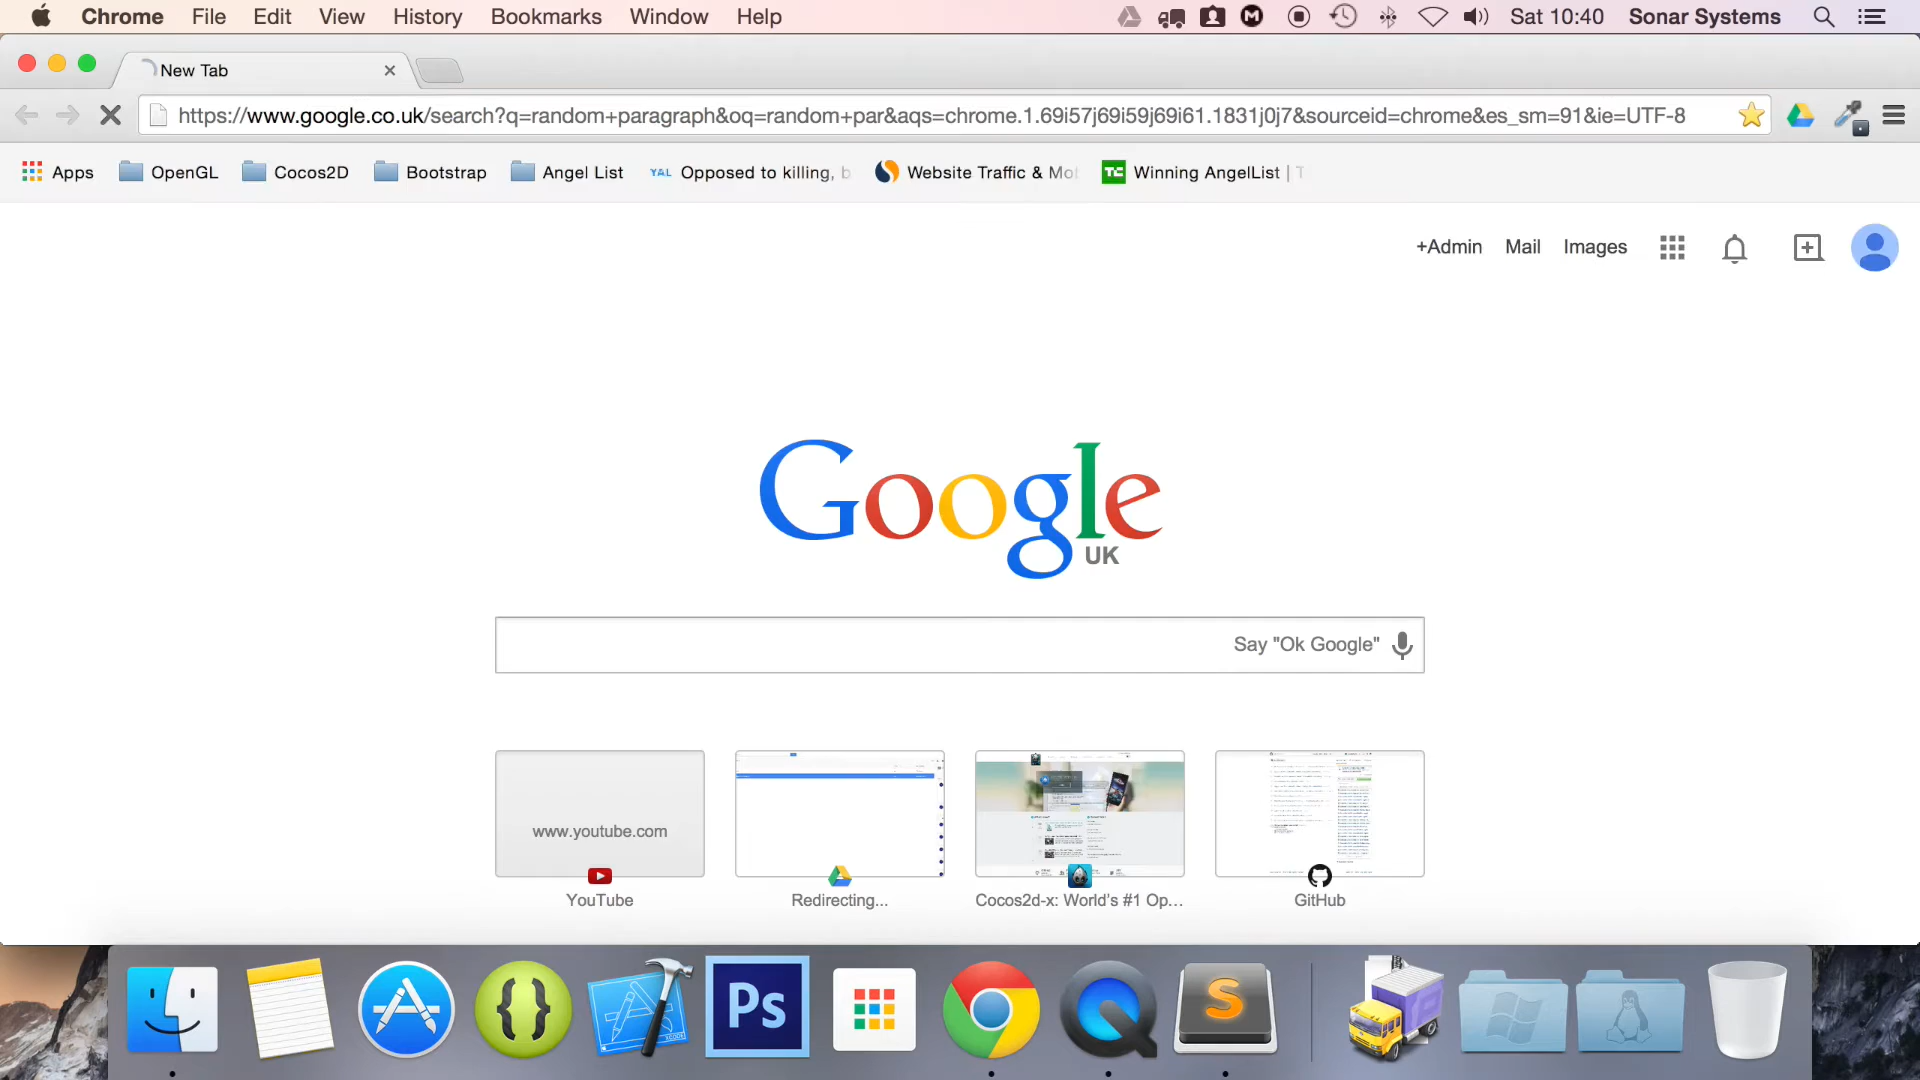 Chrome File Edit View History Bookmarks Window Help Sat 10:40 Sonar Systems
New Tab
https://www.google.co.uk/search?q=random+paragraph&oq=random+par&aqs=chrome.1.69i57j69i59j69i61.1831j0j7&sourceid=chrome&es_sm=91&ie=UTF-8
Apps OpenGL Cocos2D Bootstrap Angel List YAL Opposed to killing, b Website Traffic & Mo TC Winning AngelList | T
+Admin Mail Images
Google
UK
Say "Ok Google"
www.youtube.com
YouTube Redirecting... Cocos2d-x: World's #1 Op... GitHub
Ps S